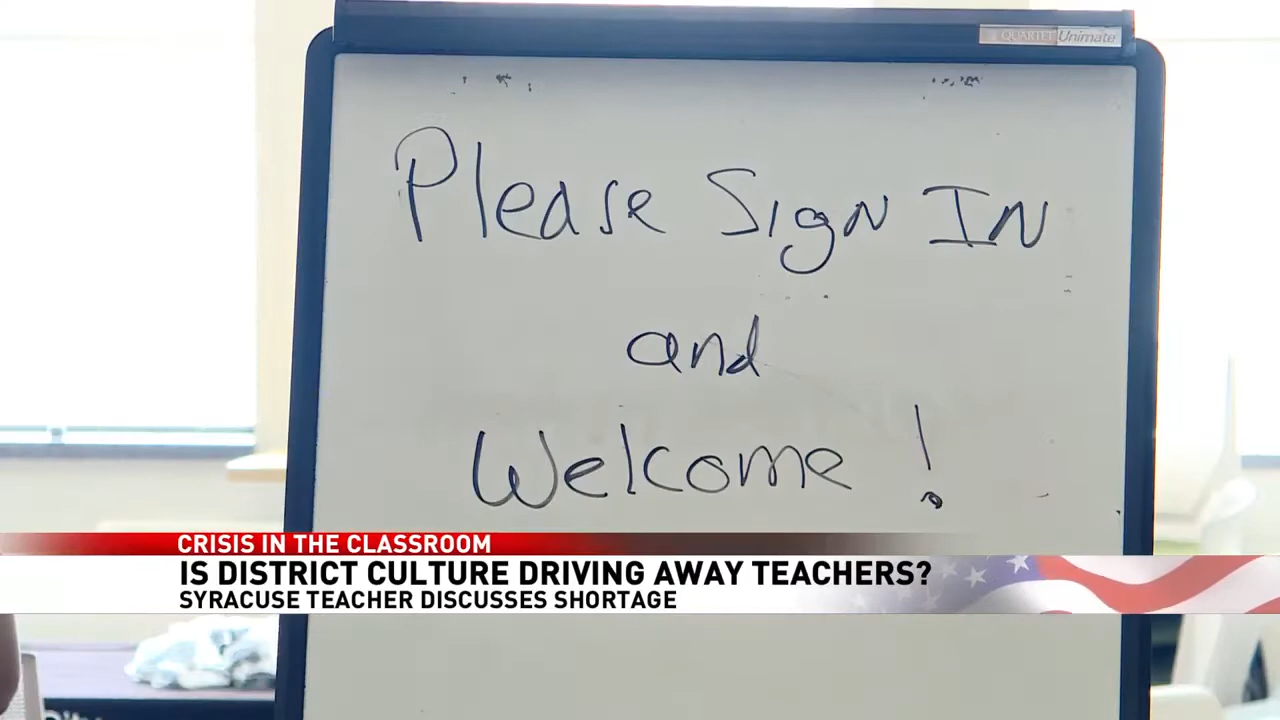 QUARTET Unimate
Please Sign In
and
Welcome!
CRISIS IN THE CLASSROOM
IS DISTRICT CULTURE DRIVING AWAY TEACHERS?
SYRACUSE TEACHER DISCUSSES SHORTAGE